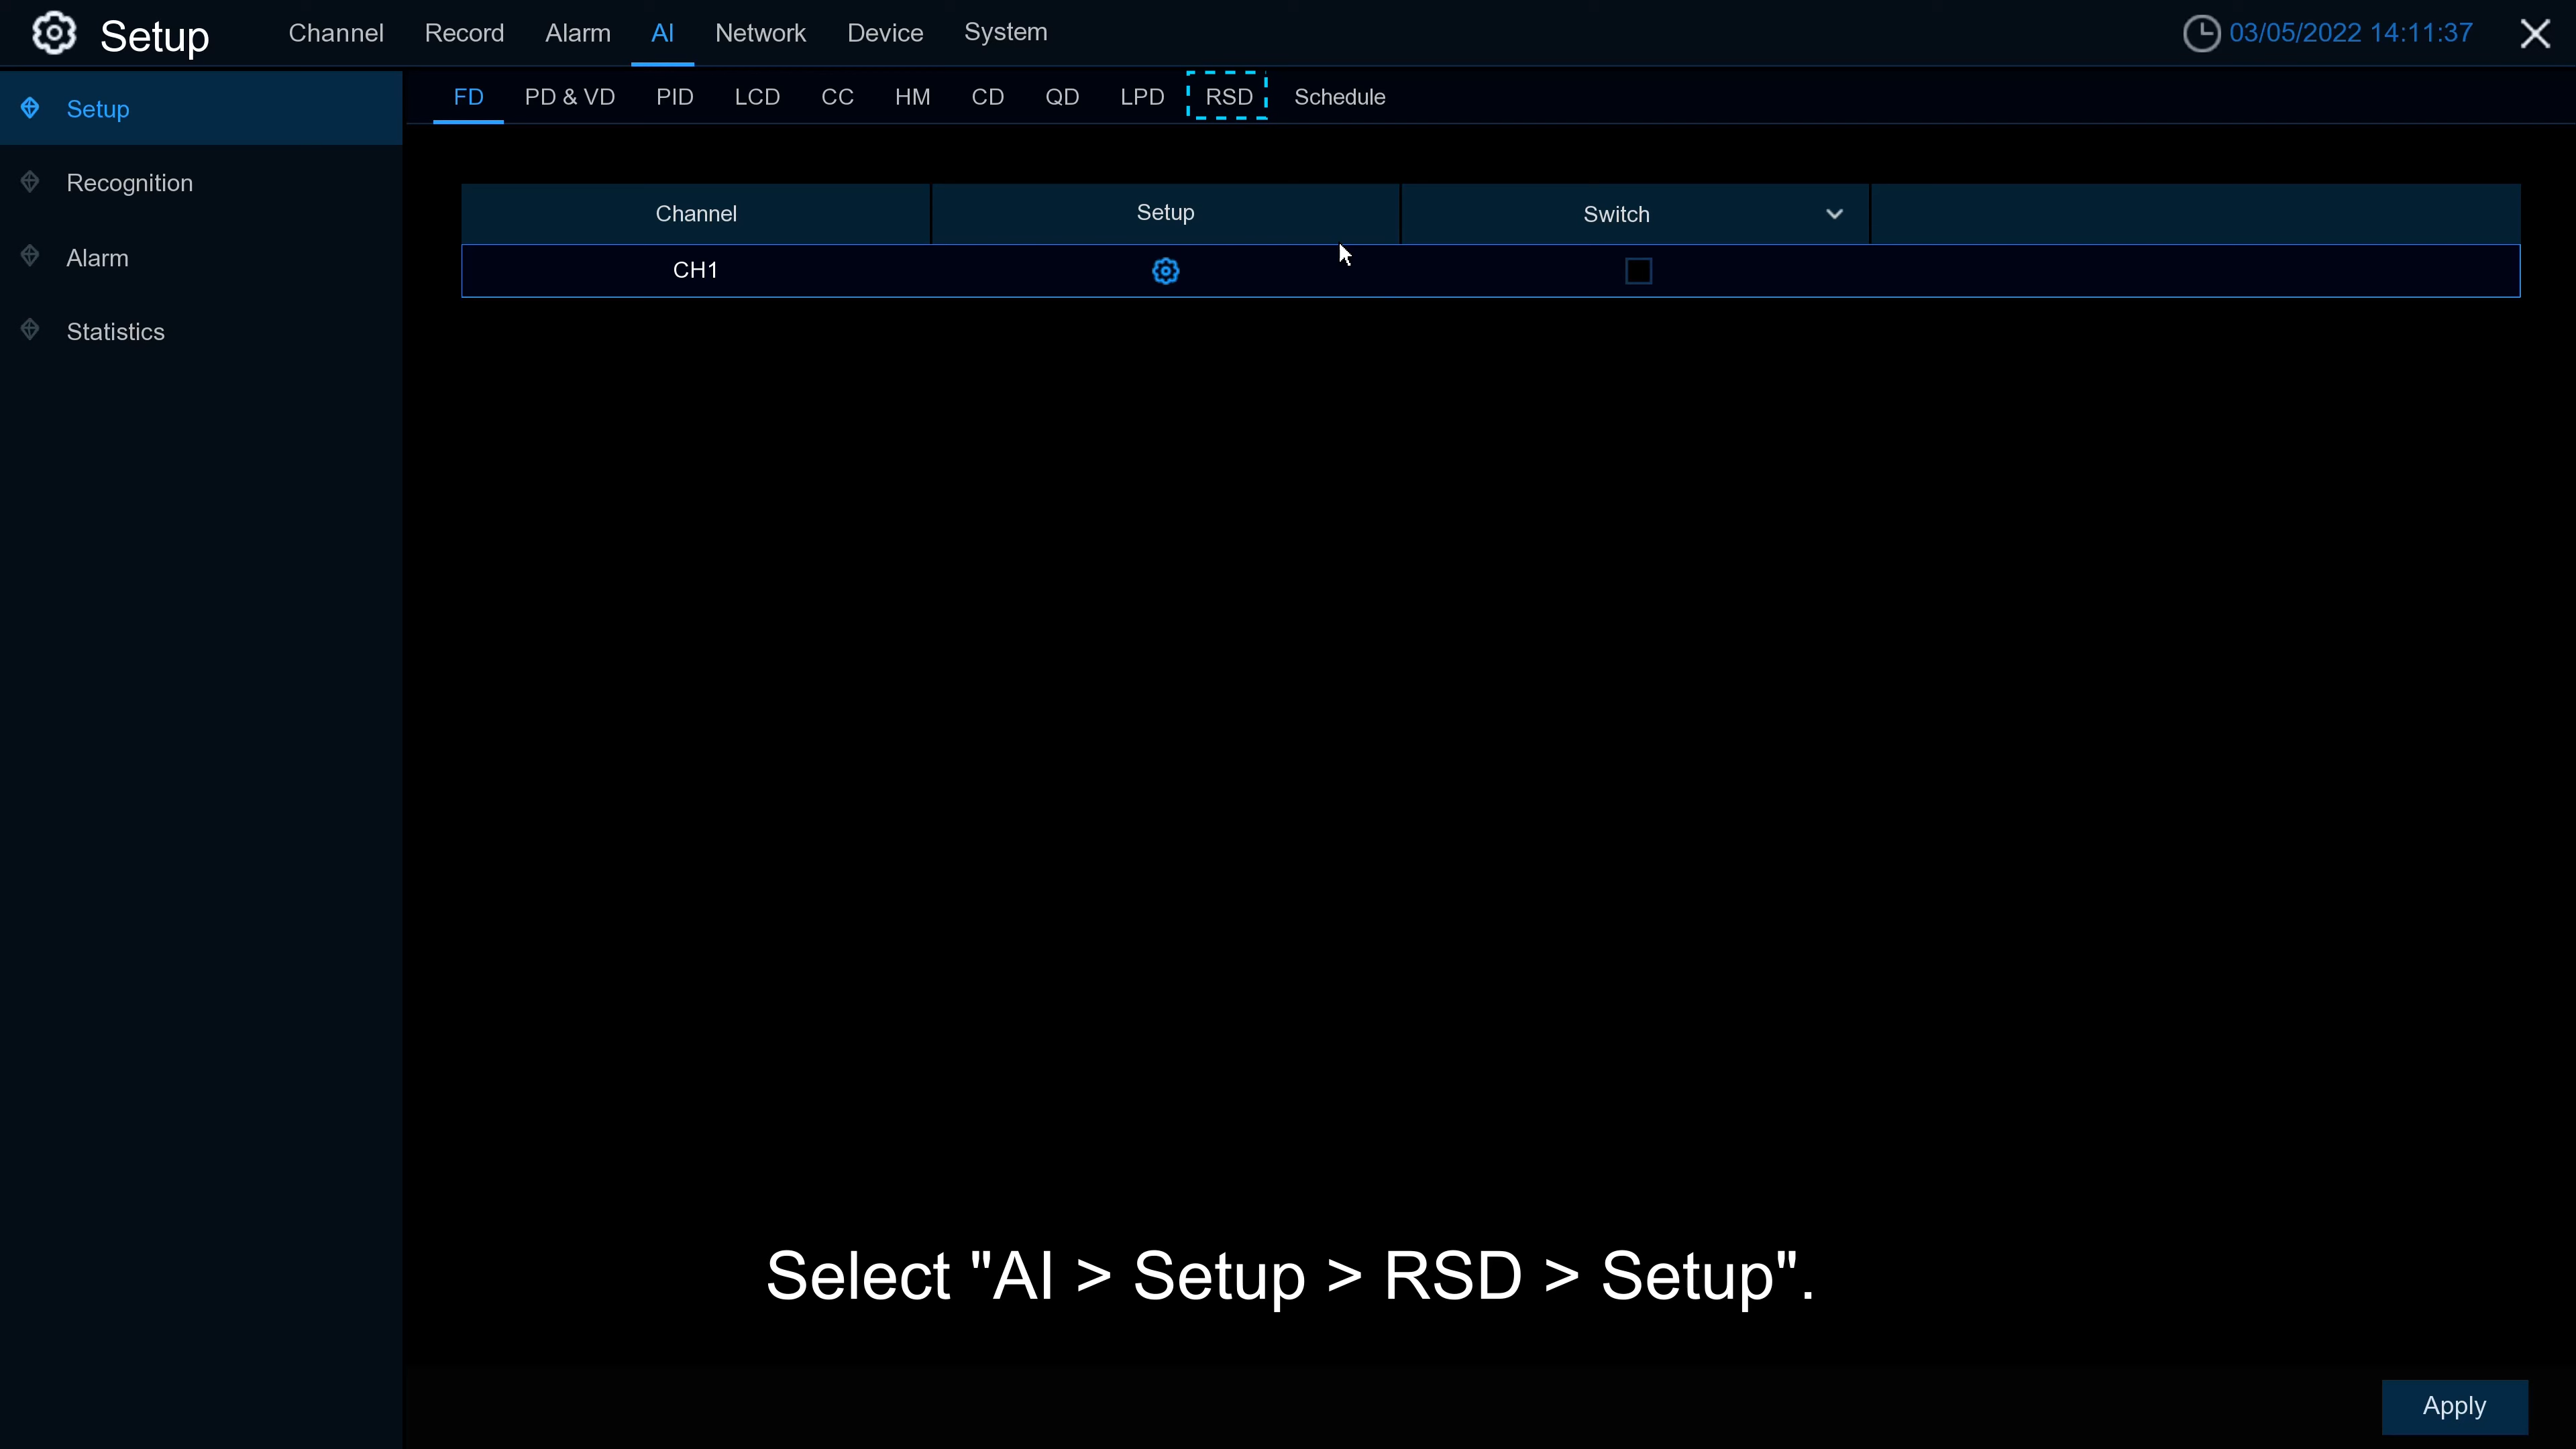 Setup Channel Record Alarm AI Network Device System 03/05/2022 14:11:37
Setup
Recognition
Alarm
Statistics
FD PD & VD PID LCD CC HM CD QD LPD RSD Schedule
Channel Setup Switch
CH1
Select "AI > Setup > RSD > Setup".
Apply